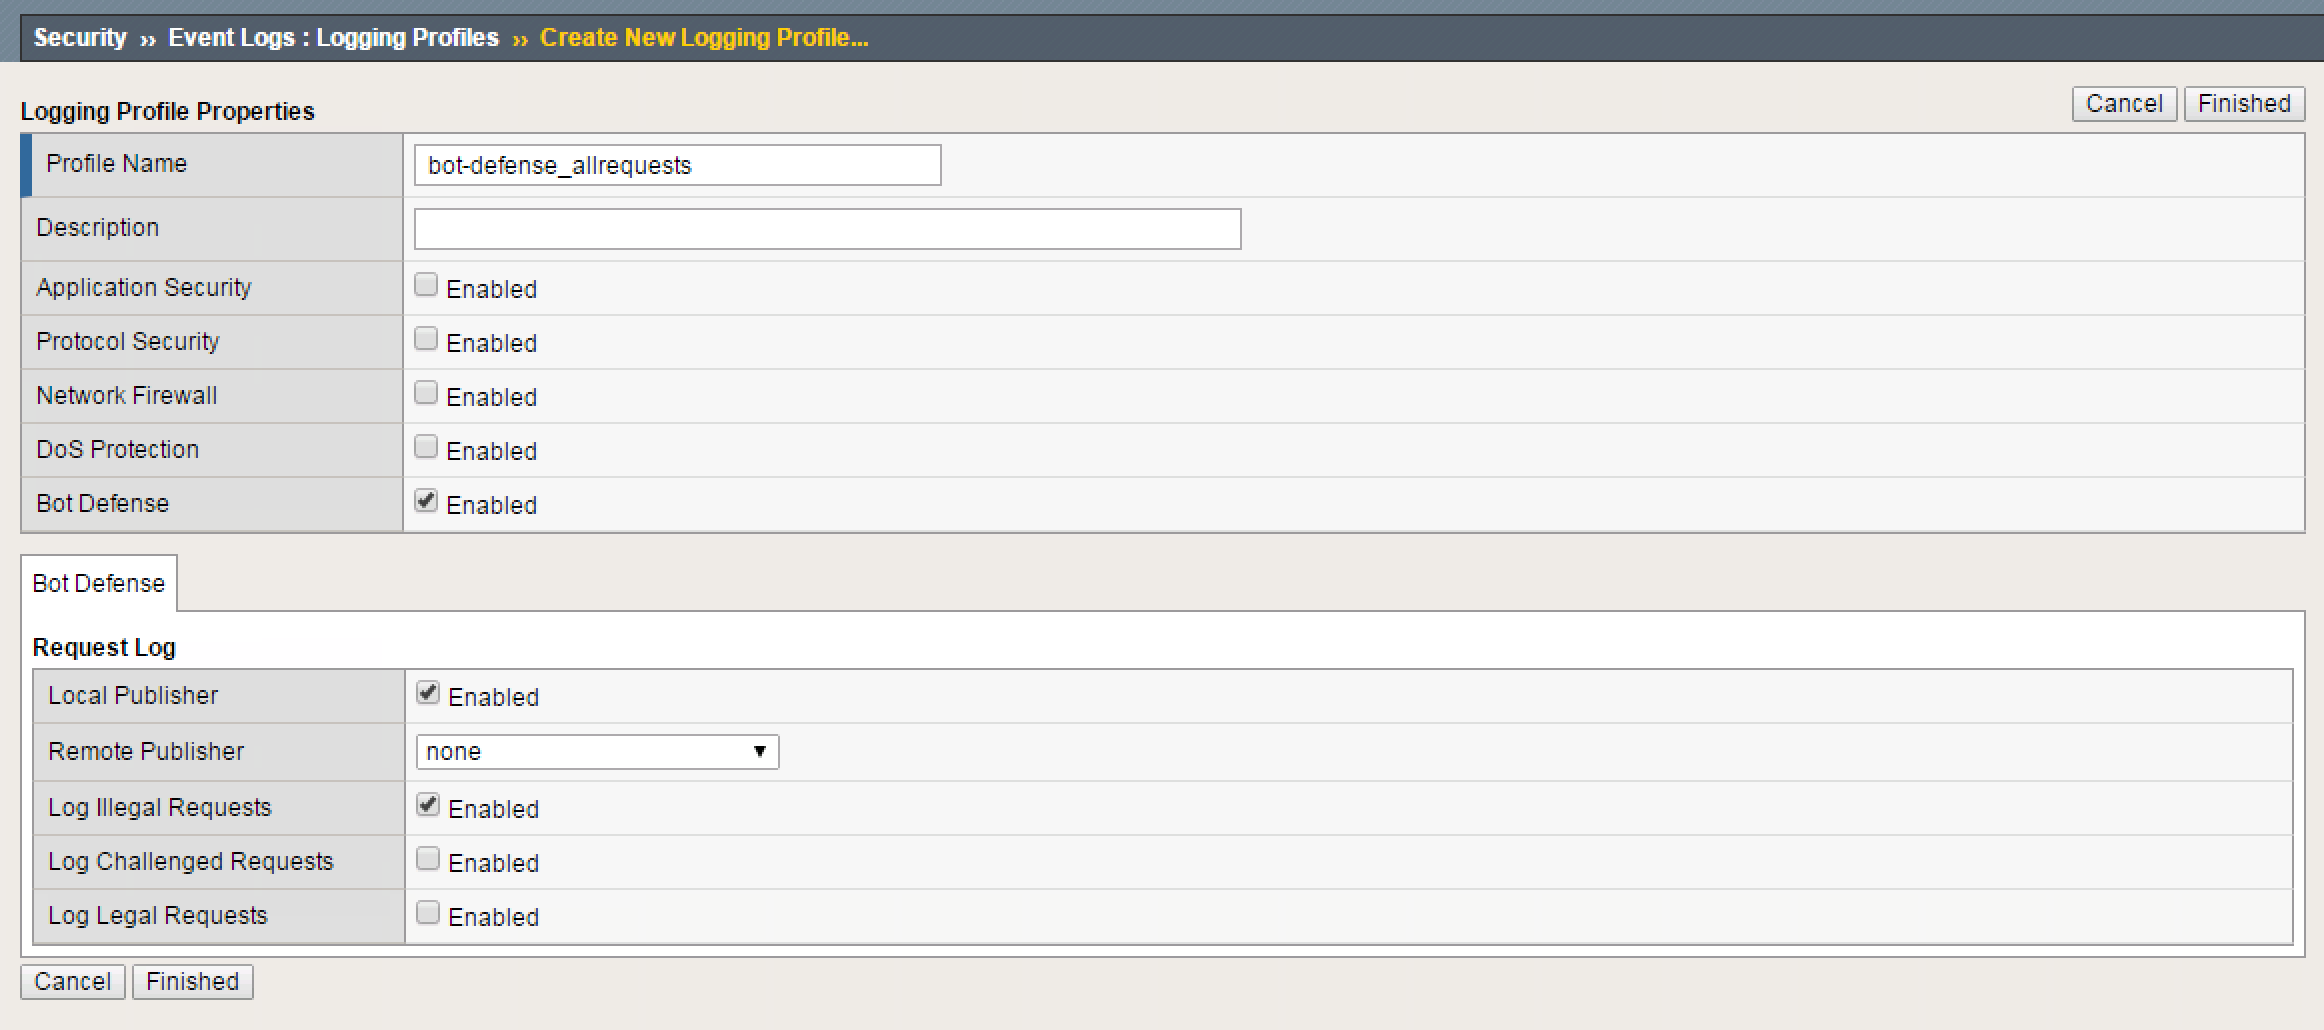 Security ›› Event Logs : Logging Profiles ›› Create New Logging Profile...
Logging Profile Properties
Cancel Finished
Profile Name bot-defense_allrequests
Description
Application Security Enabled
Protocol Security Enabled
Network Firewall Enabled
DoS Protection Enabled
Bot Defense Enabled
Bot Defense
Request Log
Local Publisher Enabled
Remote Publisher none
Log Illegal Requests Enabled
Log Challenged Requests Enabled
Log Legal Requests Enabled
Cancel Finished